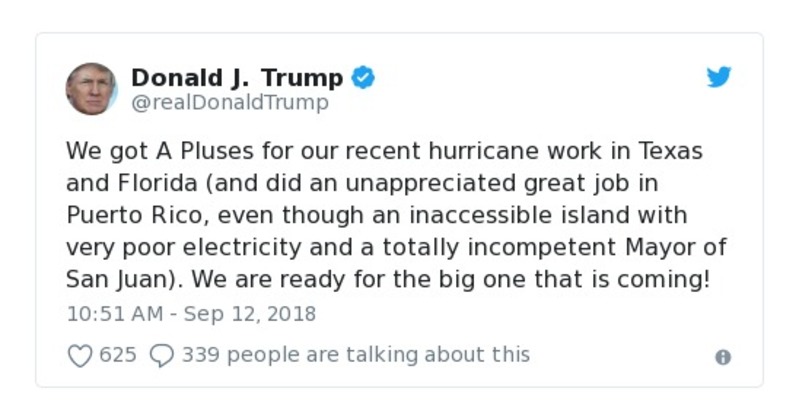 Donald J. Trump
@realDonaldTrump
We got A Pluses for our recent hurricane work in Texas
and Florida (and did an unappreciated great job in
Puerto Rico, even though an inaccessible island with
very poor electricity and a totally incompetent Mayor of
San Juan). We are ready for the big one that is coming!
10:51 AM - Sep 12, 2018
625 339 people are talking about this